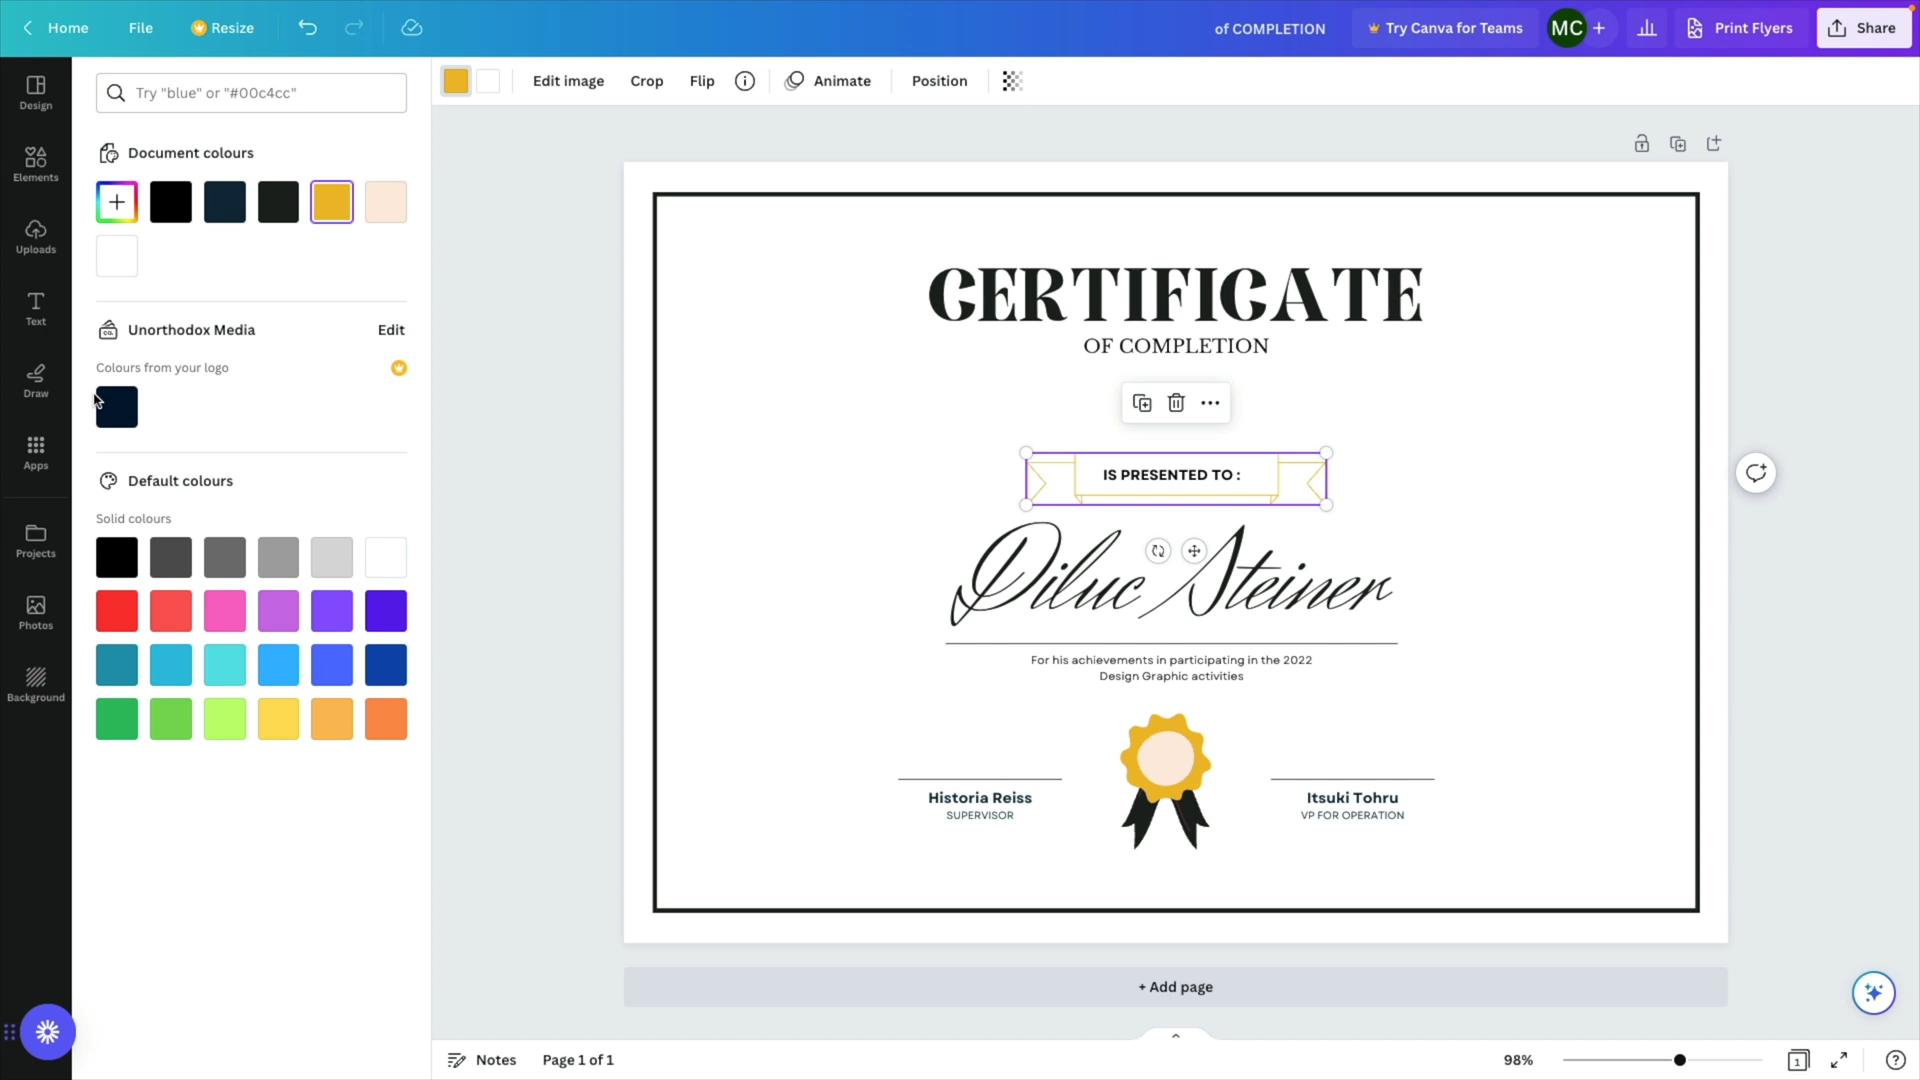 Home File Resize of COMPLETION Try Canva for Teams MC Print Flyers Share
Try "blue" or "#00c4cc"
Edit image Crop Flip Animate Position
Design
Elements
Uploads
Text
Draw
Apps
Projects
Photos
Background
Document colours
Unorthodox Media Edit
Colours from your logo
Default colours
Solid colours
CERTIFICATE
OF COMPLETION
IS PRESENTED TO :
Diluc Steiner
For his achievements in participating in the 2022
Design Graphic activities
Historia Reiss
SUPERVISOR
Itsuki Tohru
VP FOR OPERATION
+ Add page
Notes Page 1 of 1 98% 1